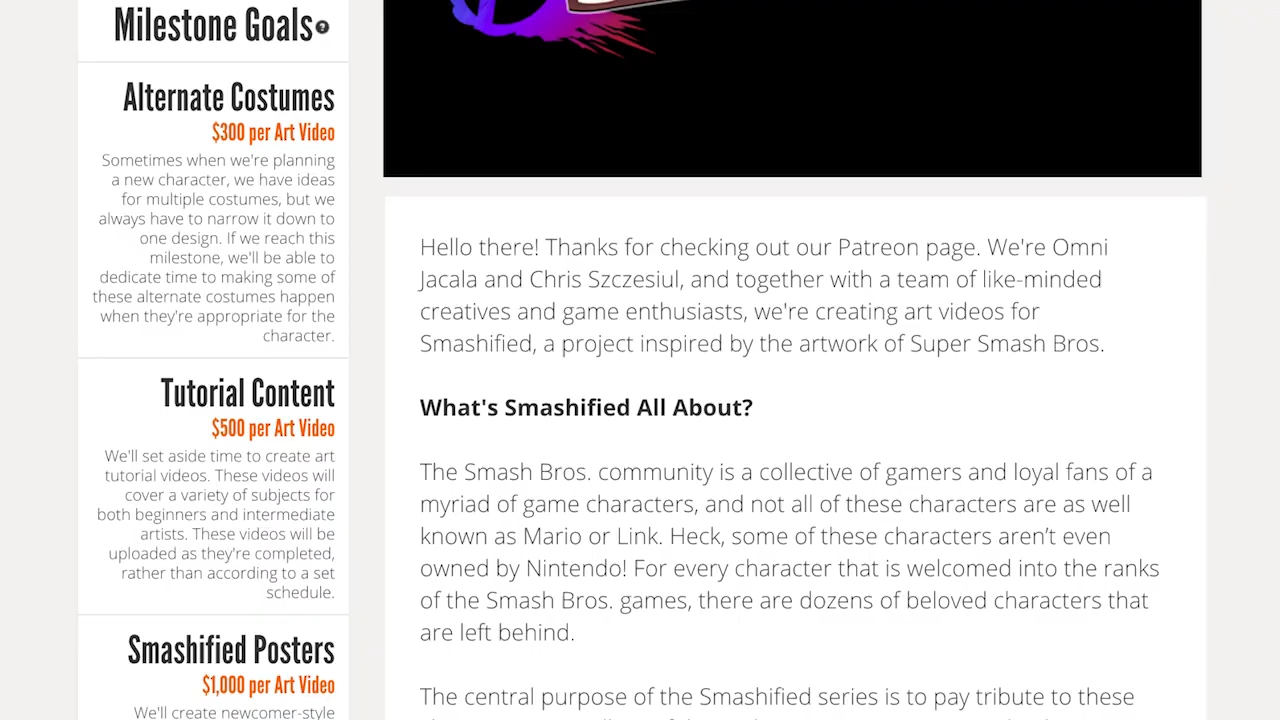 Milestone Goals
Alternate Costumes
$300 per Art Video
Sometimes when we're planning
a new character, we have ideas
for multiple costumes, but we
always have to narrow it down to
one design. If we reach this
milestone, we'll be able to
dedicate time to making some of
these alternate costumes happen
when they're appropriate for the
character.
Tutorial Content
$500 per Art Video
We'll set aside time to create art
tutorial videos. These videos will
cover a variety of subjects for
both beginners and intermediate
artists. These videos will be
uploaded as they're completed,
rather than according to a set
schedule.
Smashified Posters
$1,000 per Art Video
We'll create newcomer-style
Hello there! Thanks for checking out our Patreon page. We're Omni
Jacala and Chris Szczesiul, and together with a team of like-minded
creatives and game enthusiasts, we're creating art videos for
Smashified, a project inspired by the artwork of Super Smash Bros.
What's Smashified All About?
The Smash Bros. community is a collective of gamers and loyal fans of a
myriad of game characters, and not all of these characters are as well
known as Mario or Link. Heck, some of these characters aren’t even
owned by Nintendo! For every character that is welcomed into the ranks
of the Smash Bros. games, there are dozens of beloved characters that
are left behind.
The central purpose of the Smashified series is to pay tribute to these